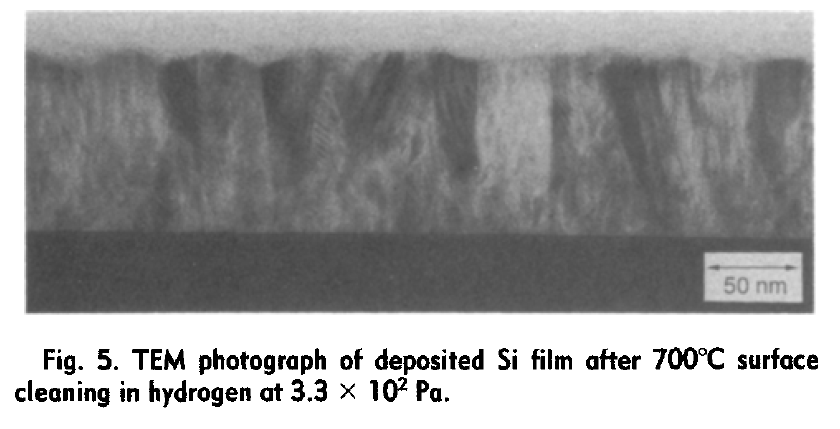 50 nm
Fig. 5. TEM photograph of deposited Si film after 700°C surface
cleaning in hydrogen at 3.3 × 10² Pa.